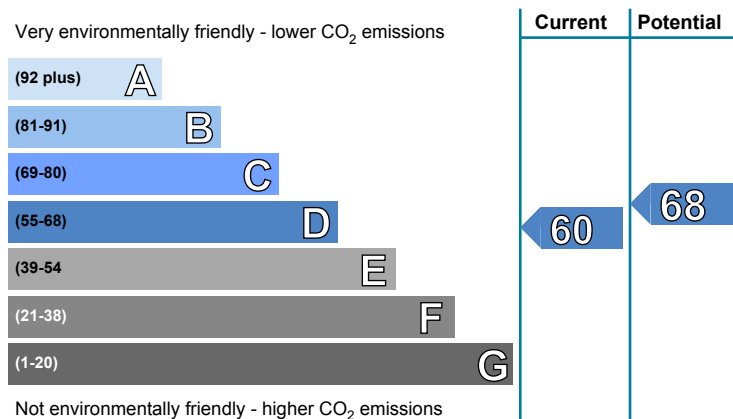 Very environmentally friendly - lower CO2 emissions
Current
Potential
(92 plus) A
(81-91) B
(69-80) C
(55-68) D
(39-54 E
(21-38) F
(1-20) G
60
68
Not environmentally friendly - higher CO2 emissions